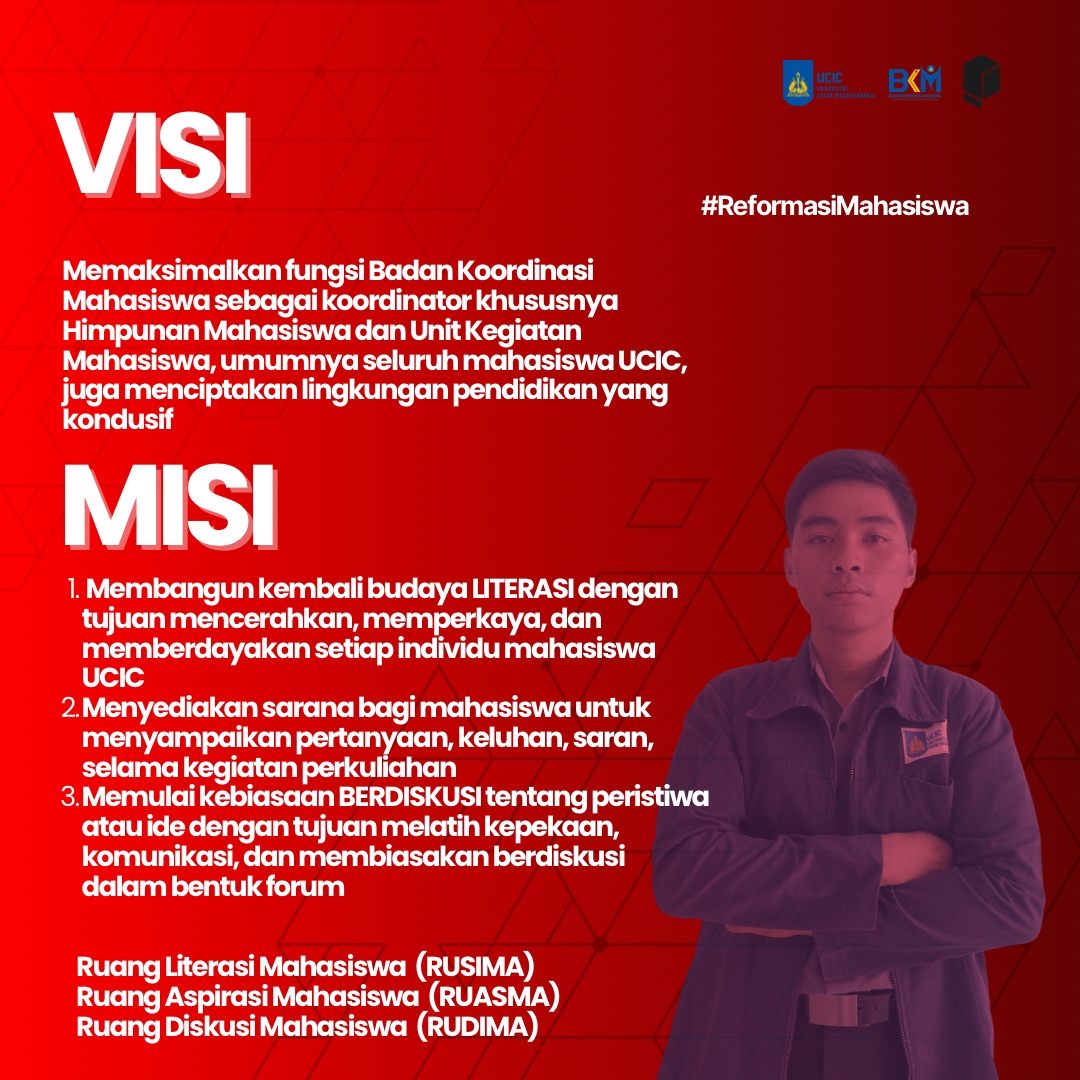 UCIC
BKM
VISI
#ReformasiMahasiswa
Memaksimalkan fungsi Badan Koordinasi
Mahasiswa sebagai koordinator khususnya
Himpunan Mahasiswa dan Unit Kegiatan
Mahasiswa, umumnya seluruh mahasiswa UCIC,
juga menciptakan lingkungan pendidikan yang
kondusif
MISI
1. Membangun kembali budaya LITERASI dengan
tujuan mencerahkan, memperkaya, dan
memberdayakan setiap individu mahasiswa
UCIC
2. Menyediakan sarana bagi mahasiswa untuk
menyampaikan pertanyaan, keluhan, saran,
selama kegiatan perkuliahan
3. Memulai kebiasaan BERDISKUSI tentang peristiwa
atau ide dengan tujuan melatih kepekaan,
komunikasi, dan membiasakan berdiskusi
dalam bentuk forum
UCIC
Ruang Literasi Mahasiswa (RUSIMA)
Ruang Aspirasi Mahasiswa (RUASMA)
Ruang Diskusi Mahasiswa (RUDIMA)